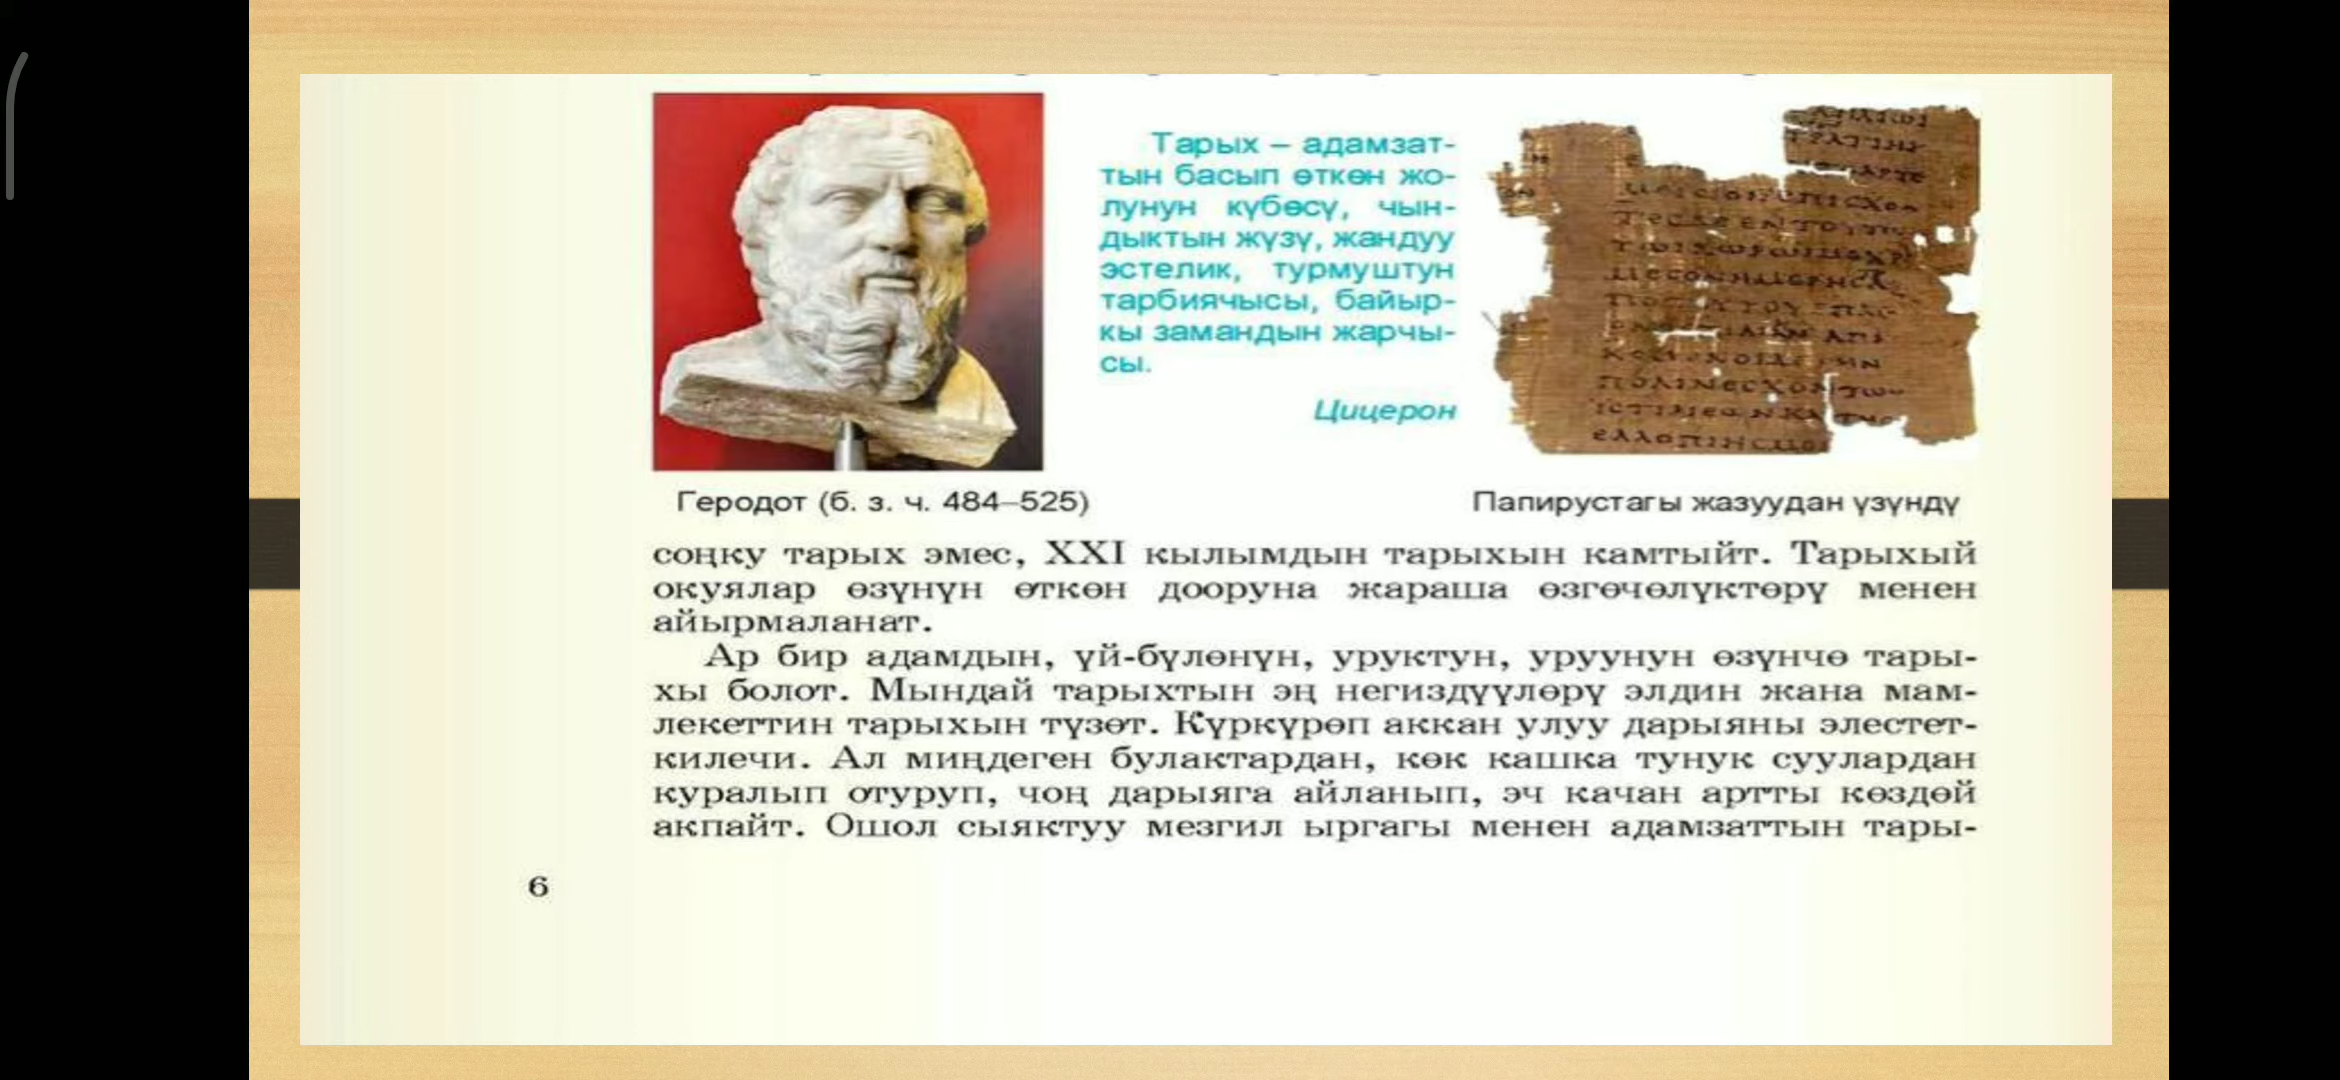 Тарых – адамзат-
тын басып өткөн жо-
лунун күбөсү, чын-
дыктын жүзү, жандуу
эстелик, турмуштун
тарбиячысы, байыр-
кы замандын жарчы-
сы.
Цицерон
Геродот (б. з. ч. 484–525)
Папирустагы жазуудан үзүндү
соңку тарых эмес, XXI кылымдын тарыхын камтыйт. Тарыхый
окуялар өзүнүн өткөн дооруна жараша өзгөчөлүктөрү менен
айырмаланат.
Ар бир адамдын, үй-бүлөнүн, уруктун, уруунун өзүнчө тары-
хы болот. Мындай тарыхтын эң негиздүүлөрү элдин жана мам-
лекеттин тарыхын түзөт. Күркүрөп аккан улуу дарыяны элестет-
килечи. Ал миңдеген булактардан, көк кашка тунук суулардан
куралып отуруп, чоң дарыяга айланып, эч качан артты көздөй
акпайт. Ошол сыяктуу мезгил ыргагы менен адамзаттын тары-
6